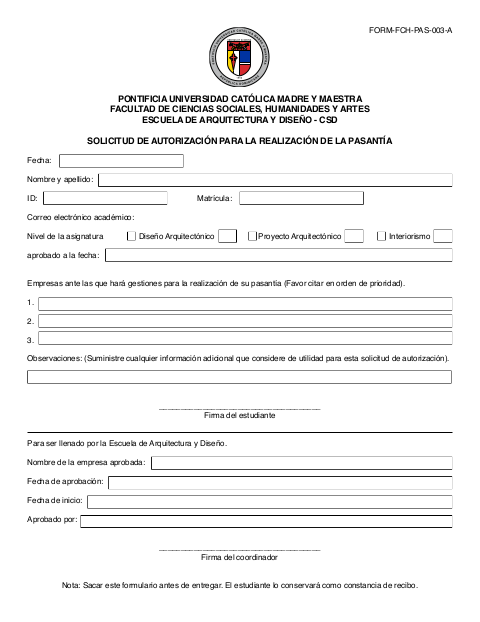 FORM-FCH-PAS-003-A
PONTIFICIA UNIVERSIDAD CATÓLICA MADRE Y MAESTRA
FACULTAD DE CIENCIAS SOCIALES, HUMANIDADES Y ARTES
ESCUELA DE ARQUITECTURA Y DISEÑO - CSD
SOLICITUD DE AUTORIZACIÓN PARA LA REALIZACIÓN DE LA PASANTÍA
Fecha:
Nombre y apellido:
ID: Matrícula:
Correo electrónico académico:
Nivel de la asignatura Diseño Arquitectónico Proyecto Arquitectónico Interiorismo
aprobado a la fecha:
Empresas ante las que hará gestiones para la realización de su pasantía (Favor citar en orden de prioridad).
1.
2.
3.
Observaciones: (Suministre cualquier información adicional que considere de utilidad para esta solicitud de autorización).
Firma del estudiante
Para ser llenado por la Escuela de Arquitectura y Diseño.
Nombre de la empresa aprobada:
Fecha de aprobación:
Fecha de inicio:
Aprobado por:
Firma del coordinador
Nota: Sacar este formulario antes de entregar. El estudiante lo conservará como constancia de recibo.